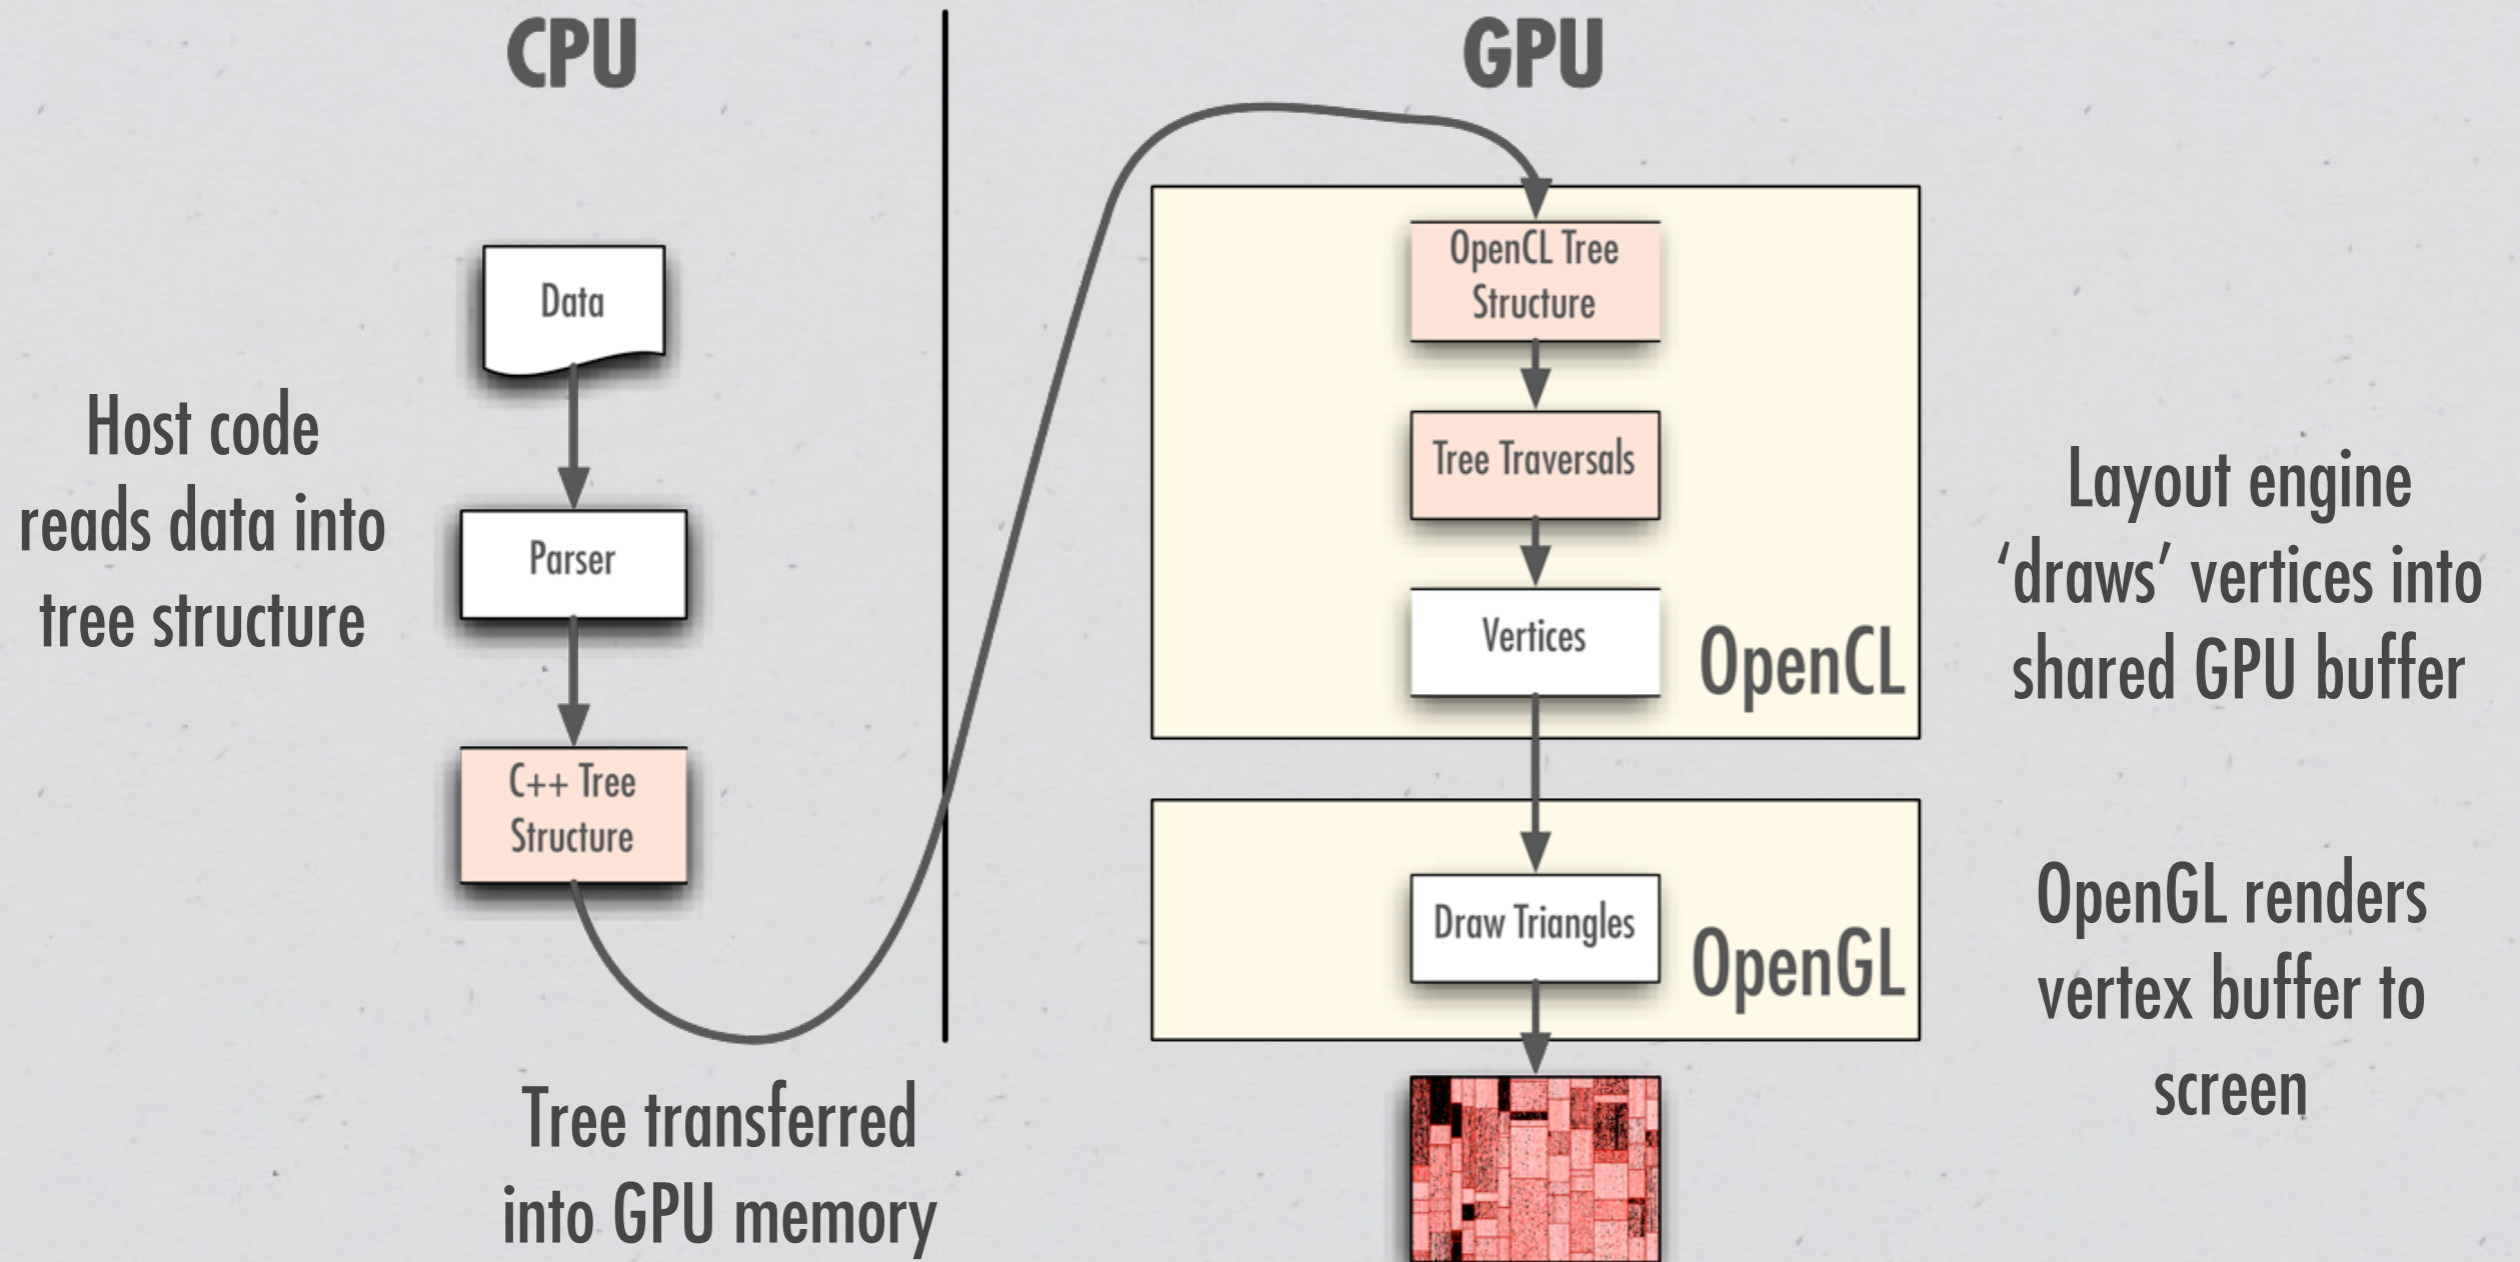 CPU
GPU
Data
Host code
reads data into
tree structure
Parser
C++ Tree
Structure
Tree transferred
into GPU memory
OpenCL Tree
Structure
Tree Traversals
Vertices
OpenCL
Layout engine
‘draws’ vertices into
shared GPU buffer
Draw Triangles
OpenGL
OpenGL renders
vertex buffer to
screen